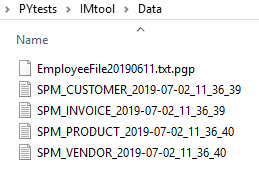 › PYtests › IMtool › Data
Name
EmployeeFile20190611.txt.pgp
SPM_CUSTOMER_2019-07-02_11_36_39
SPM_INVOICE_2019-07-02_11_36_39
SPM_PRODUCT_2019-07-02_11_36_40
SPM_VENDOR_2019-07-02_11_36_40